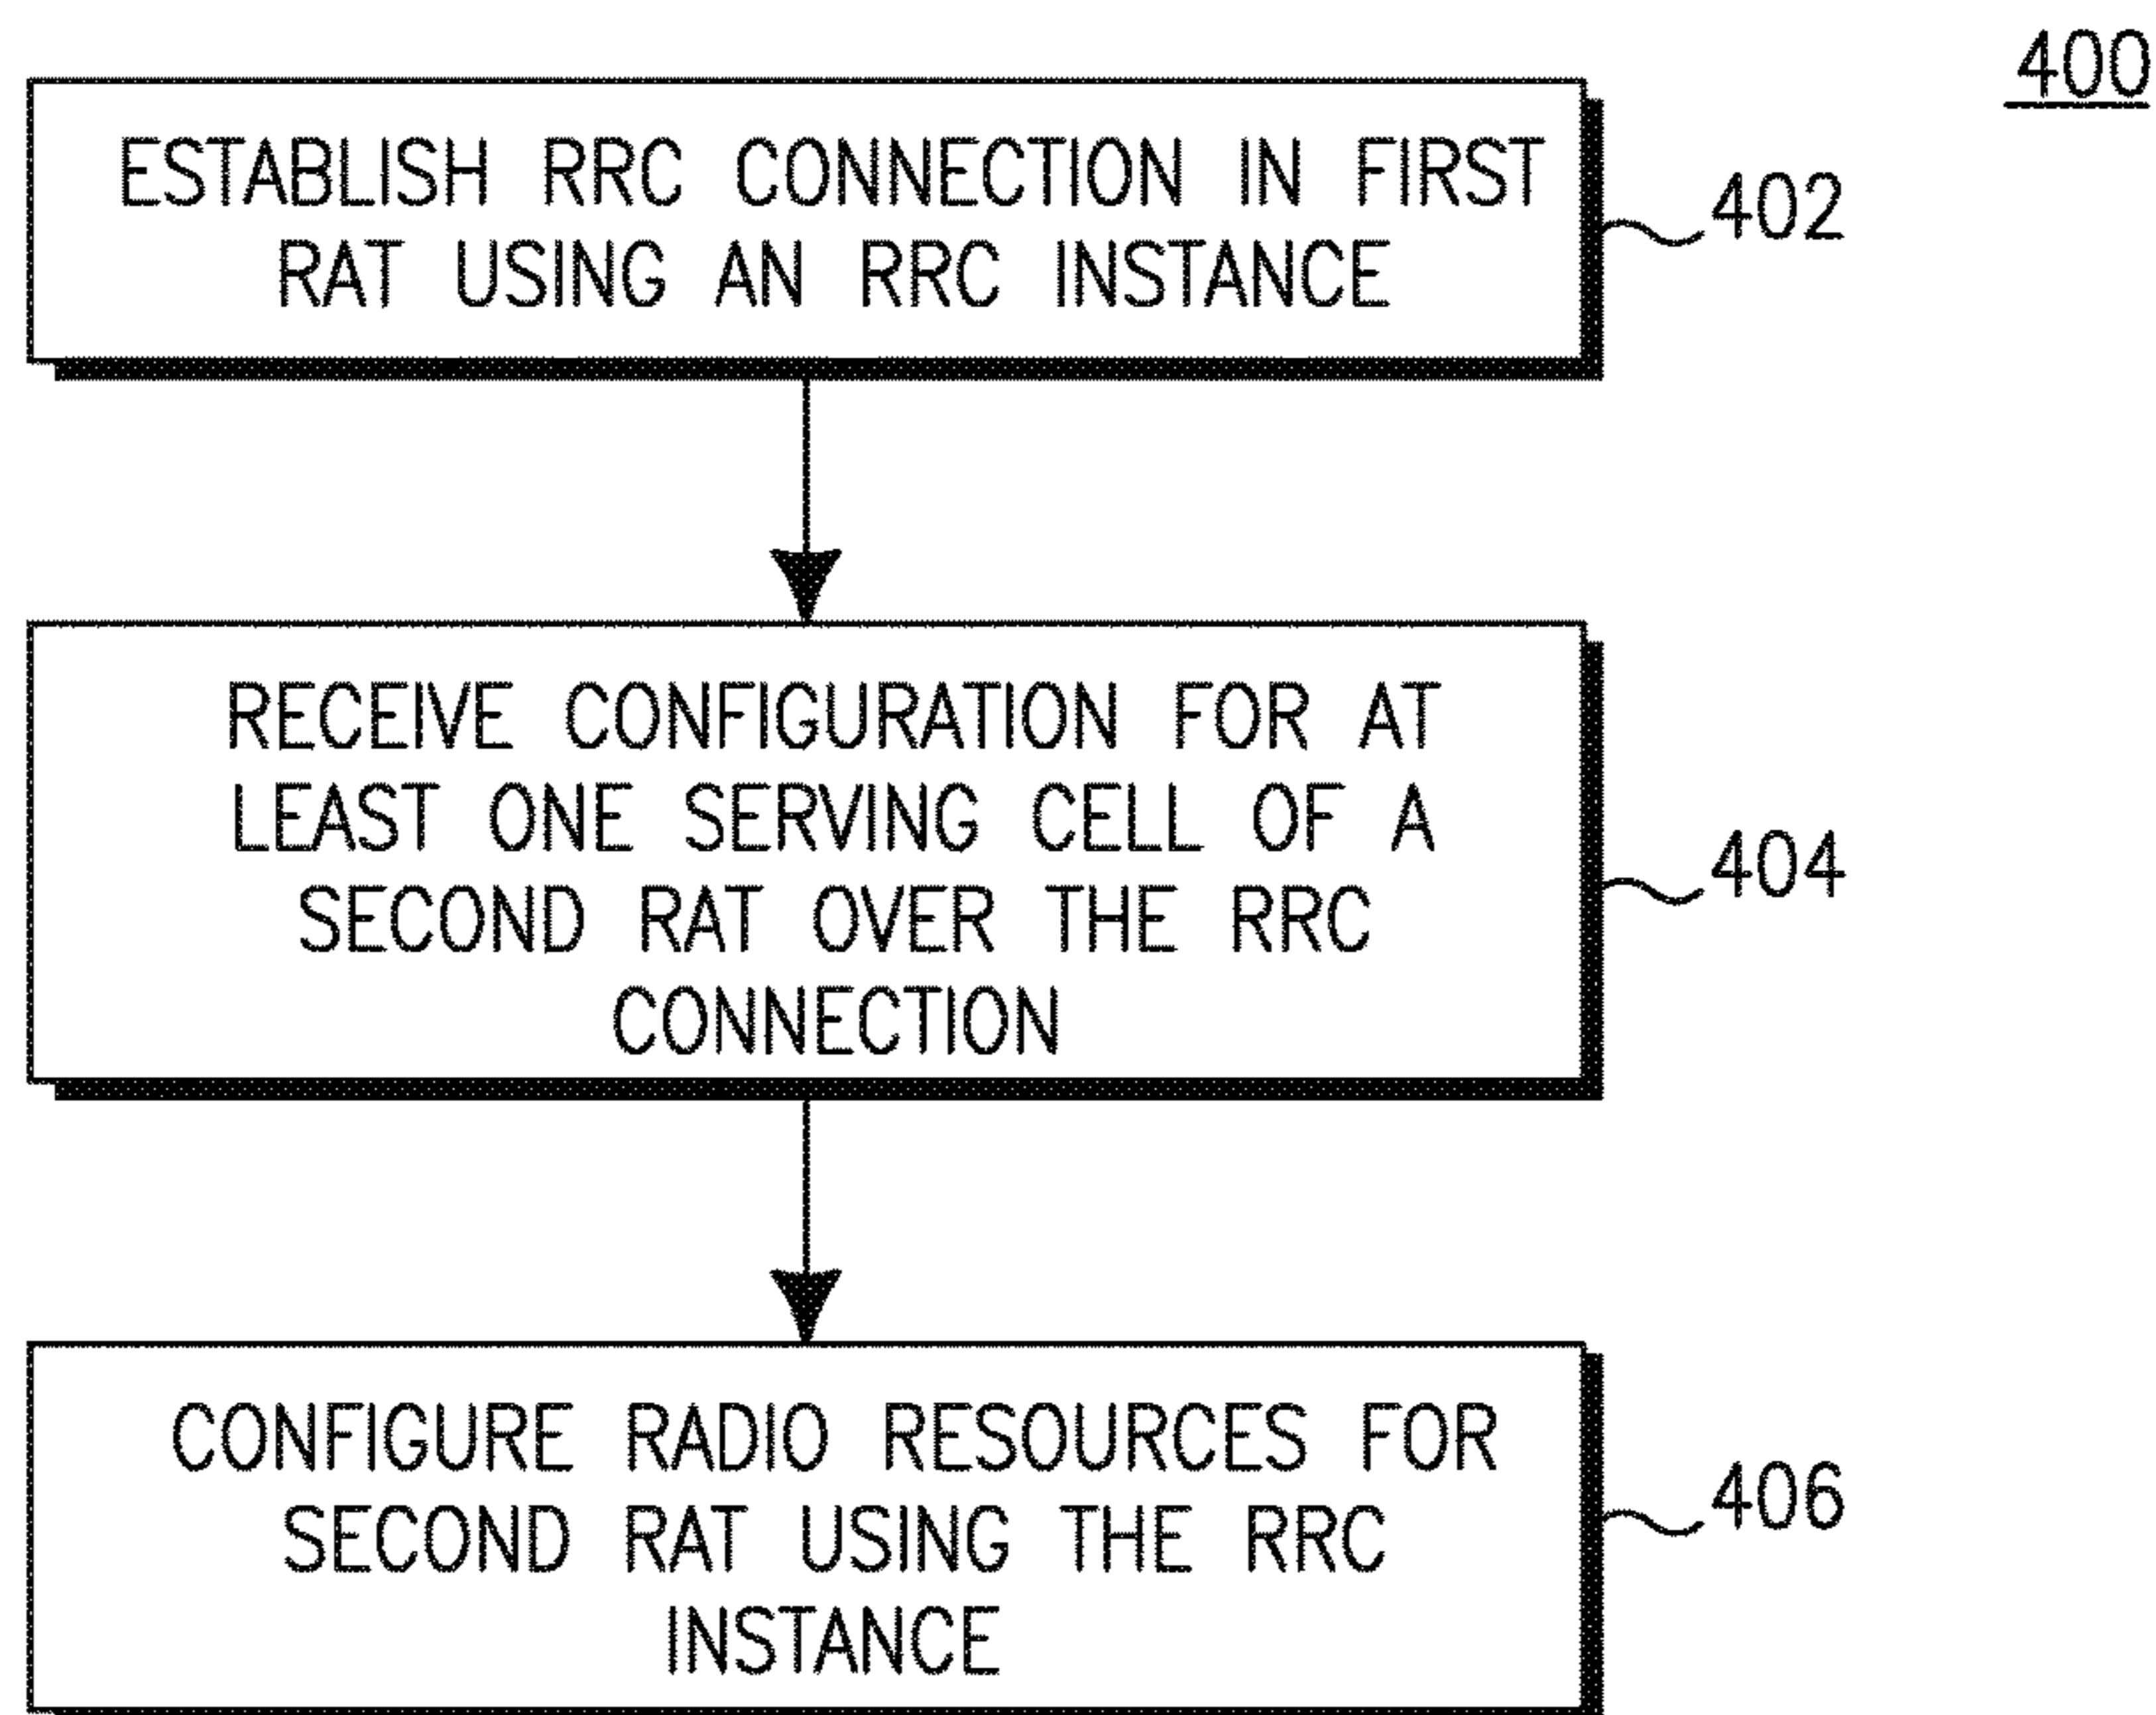 400
ESTABLISH RRC CONNECTION IN FIRST
RAT USING AN RRC INSTANCE
402
RECEIVE CONFIGURATION FOR AT
LEAST ONE SERVING CELL OF A
SECOND RAT OVER THE RRC
CONNECTION
404
CONFIGURE RADIO RESOURCES FOR
SECOND RAT USING THE RRC
INSTANCE
406